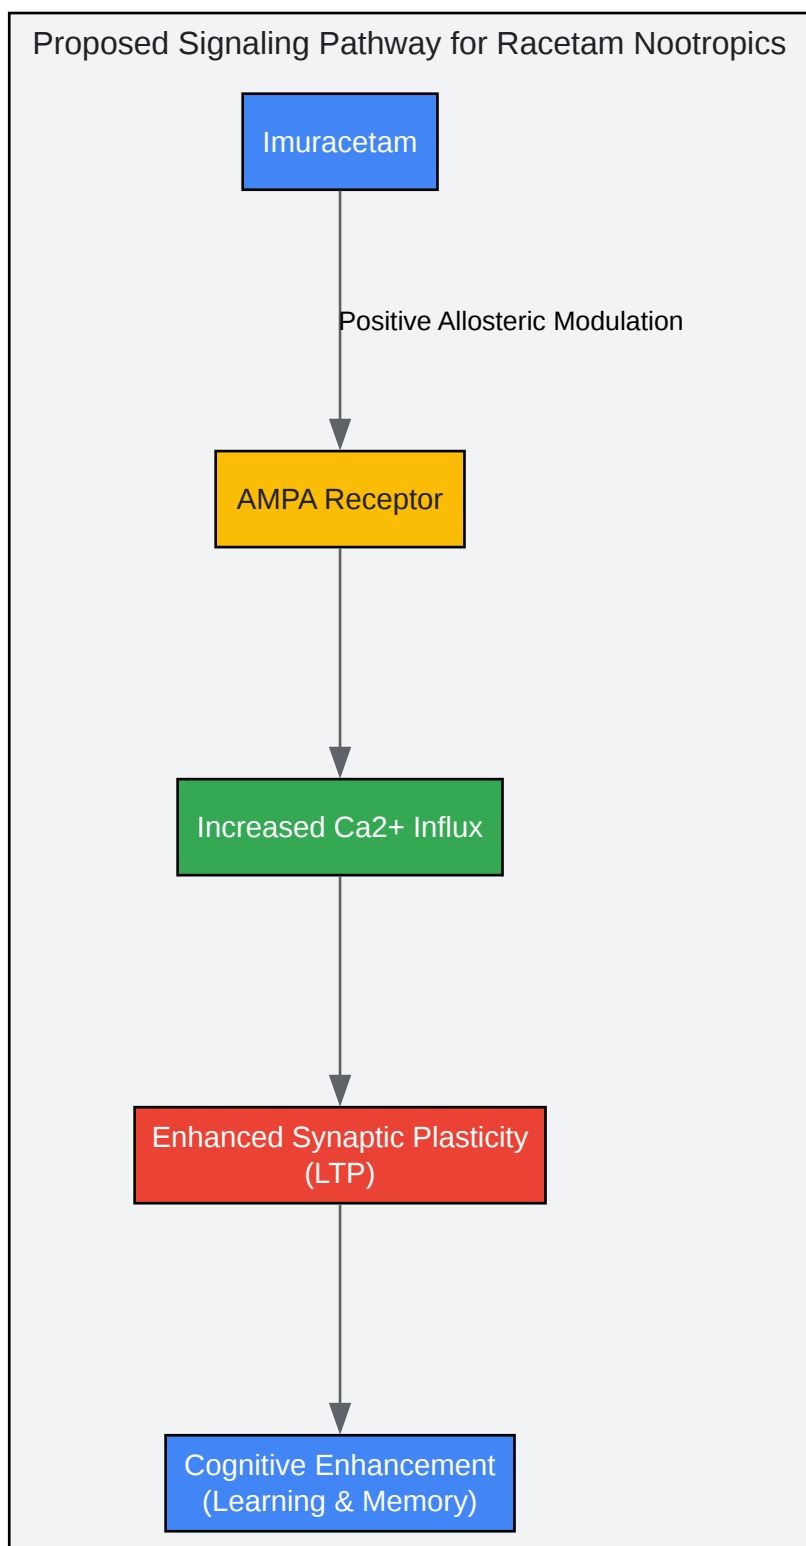 Proposed Signaling Pathway for Racetam Nootropics
Imuracetam
Positive Allosteric Modulation
AMPA Receptor
Increased Ca2+ Influx
Enhanced Synaptic Plasticity
(LTP)
Cognitive Enhancement
(Learning & Memory)